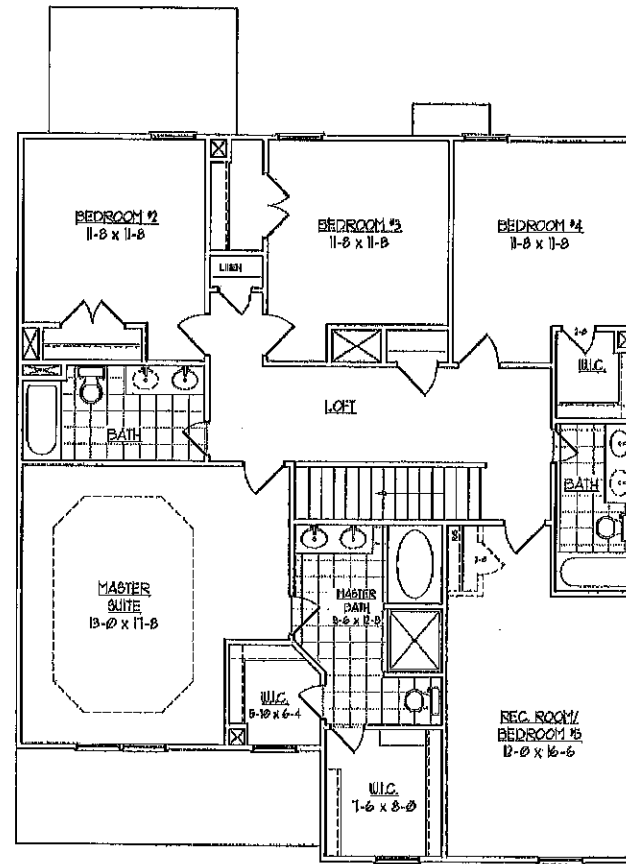 BEDROOM #2
11-8 x 11-8
BEDROOM #3
11-8 x 11-8
BEDROOM #4
11-8 x 11-8
LINEN
2-0
W.I.C.
LOFT
BATH
BATH
MASTER
SUITE
13-0 x 17-8
MASTER
BATH
W.I.C.
5-10 x 6-4
REC. ROOM/
BEDROOM #5
12-0 x 16-6
W.I.C.
7-6 x 8-0